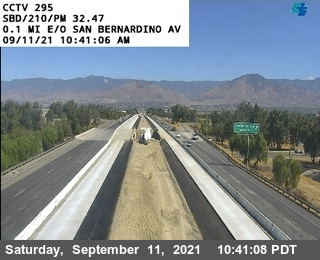 CCTV 295
SBD/210/PM 32.47
0.1 MI E/O SAN BERNARDINO AV
09/11/21 10:41:06 AM
Saturday, September 11, 2021 10:41:08 PDT